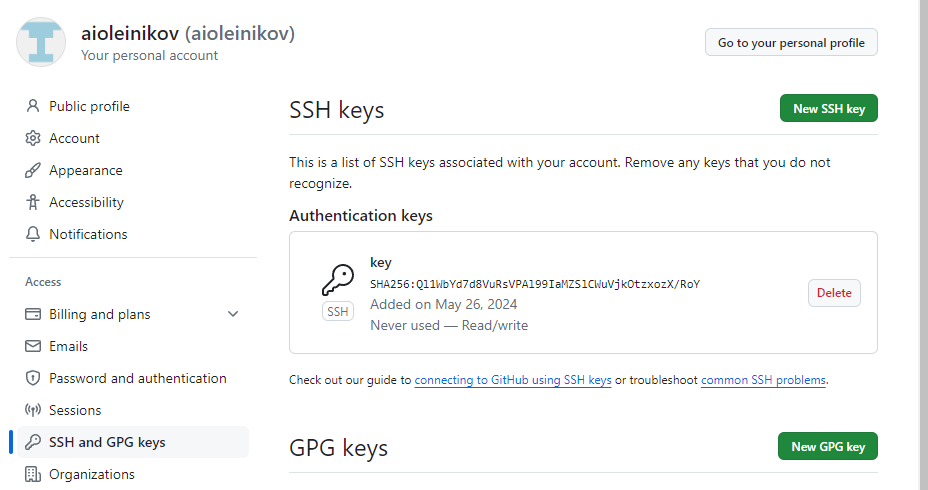 aioleinikov (aioleinikov)
Your personal account
Go to your personal profile
Public profile
Account
Appearance
Accessibility
Notifications
Access
Billing and plans
Emails
Password and authentication
Sessions
SSH and GPG keys
Organizations
SSH keys
New SSH key
This is a list of SSH keys associated with your account. Remove any keys that you do not
recognize.
Authentication keys
key
SHA256:Ql1WbYd7d8VuRsVPAl99IaMZSlCWuVjkOtzxozX/RoY
SSH
Added on May 26, 2024
Never used — Read/write
Delete
Check out our guide to connecting to GitHub using SSH keys or troubleshoot common SSH problems.
GPG keys
New GPG key